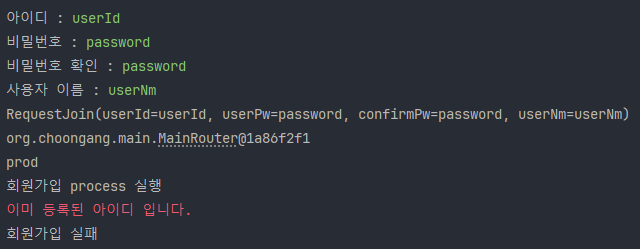 아이디 : userId
비밀번호 : password
비밀번호 확인 : password
사용자 이름 : userNm
RequestJoin(userId=userId, userPw=password, confirmPw=password, userNm=userNm)
org.choongang.main.MainRouter@1a86f2f1
prod
회원가입 process 실행
이미 등록된 아이디 입니다.
회원가입 실패